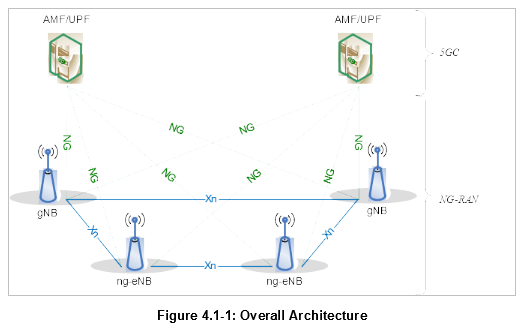 AMF/UPF
AMF/UPF
5GC
NG
NG
NG
NG
NG
NG
NG
NG
gNB
Xn
gNB
NG-RAN
Xn
Xn
ng-eNB
Xn
ng-eNB
Figure 4.1-1: Overall Architecture